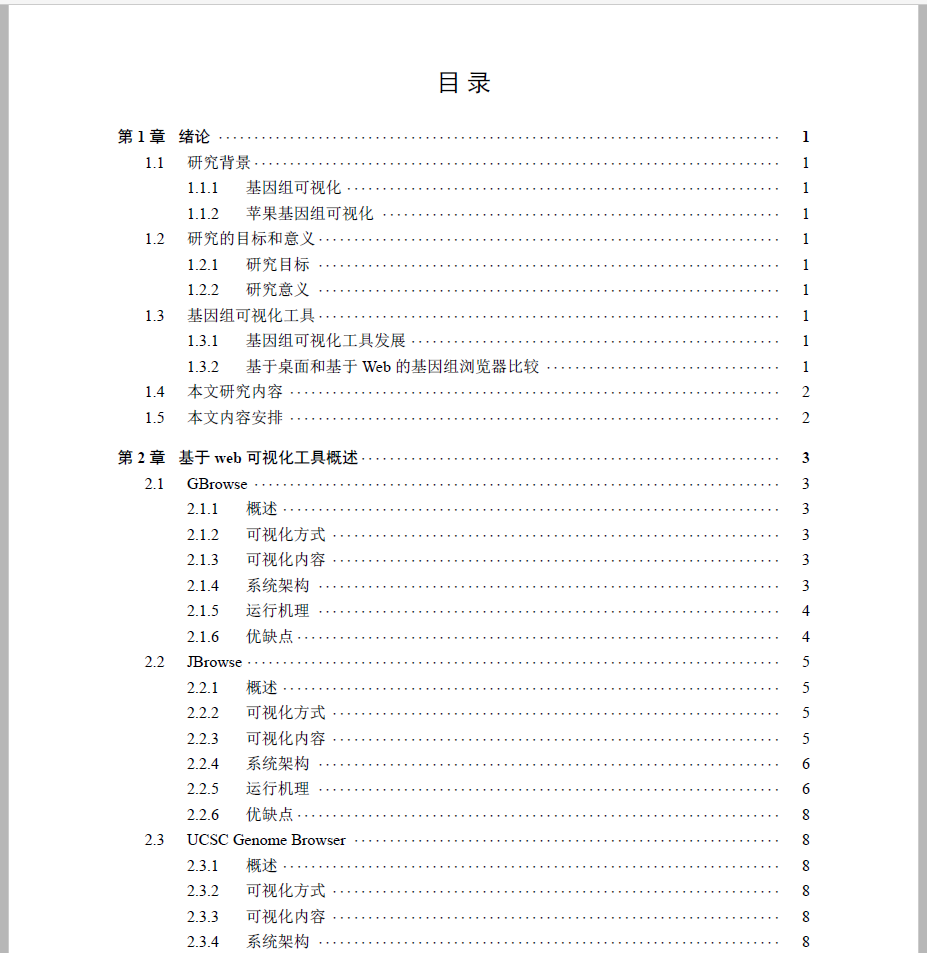 目 录
第 1 章 绪论 1
1.1 研究背景 1
1.1.1 基因组可视化 1
1.1.2 苹果基因组可视化 1
1.2 研究的目标和意义 1
1.2.1 研究目标 1
1.2.2 研究意义 1
1.3 基因组可视化工具 1
1.3.1 基因组可视化工具发展 1
1.3.2 基于桌面和基于 Web 的基因组浏览器比较 1
1.4 本文研究内容 2
1.5 本文内容安排 2
第 2 章 基于 web 可视化工具概述 3
2.1 GBrowse 3
2.1.1 概述 3
2.1.2 可视化方式 3
2.1.3 可视化内容 3
2.1.4 系统架构 3
2.1.5 运行机理 4
2.1.6 优缺点 4
2.2 JBrowse 5
2.2.1 概述 5
2.2.2 可视化方式 5
2.2.3 可视化内容 5
2.2.4 系统架构 6
2.2.5 运行机理 6
2.2.6 优缺点 8
2.3 UCSC Genome Browser 8
2.3.1 概述 8
2.3.2 可视化方式 8
2.3.3 可视化内容 8
2.3.4 系统架构 8